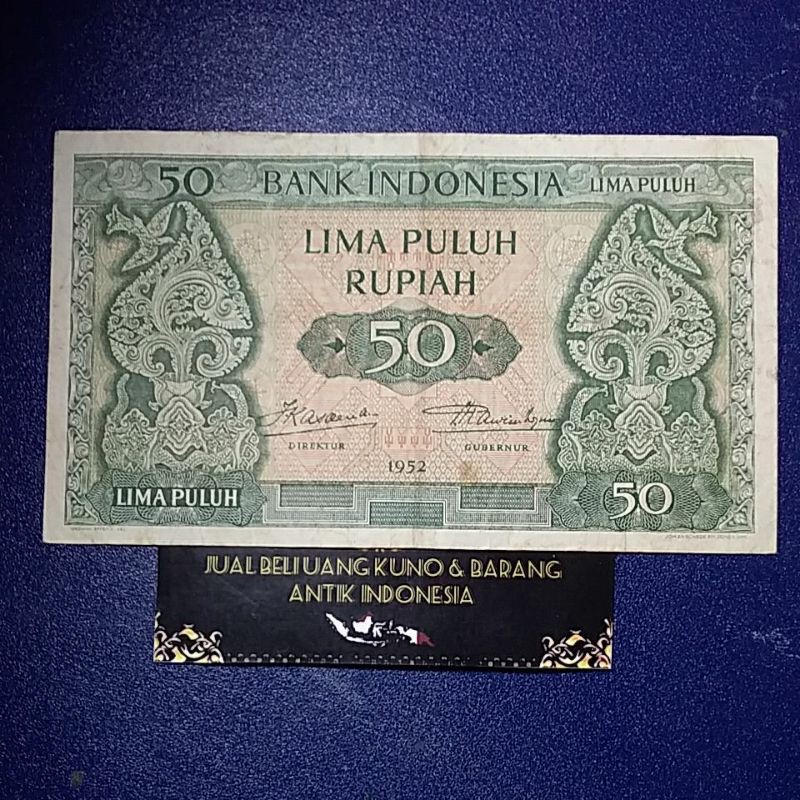 50 BANK INDONESIA LIMA PULUH
LIMA PULUH
RUPIAH
50
DIREKTUR GUBERNUR
1952
LIMA PULUH 50
JUAL BELI UANG KUNO & BARANG
ANTIK INDONESIA